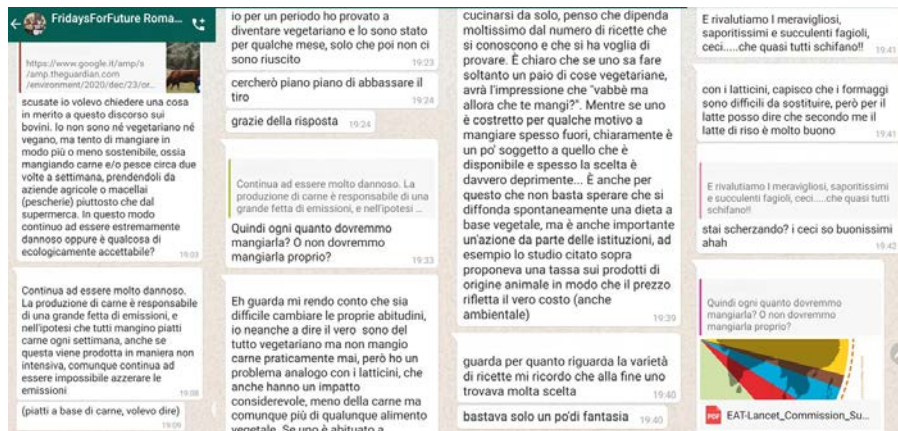 FridaysForFuture Roma...
https://www.google.it/amp/s
/amp.theguardian.com
/environment/2020/dec/23/or...
scusate io volevo chiedere una cosa
in merito a questo discorso sui
bovini. Io non sono né vegetariano né
vegano, ma tento di mangiare in
modo più o meno sostenibile, ossia
mangiando carne e/o pesce circa due
volte a settimana, prendendoli da
aziende agricole o macellai
(pescherie) piuttosto che dal
supermerca. In questo modo
continuo ad essere estremamente
dannoso oppure è qualcosa di
ecologicamente accettabile?
19:03
Continua ad essere molto dannoso.
La produzione di carne è responsabile
di una grande fetta di emissioni, e
nell'ipotesi che tutti mangino piatti
carne ogni settimana, anche se
questa viene prodotta in maniera non
intensiva, comunque continua ad
essere impossibile azzerare le
emissioni
19:08
(piatti a base di carne, volevo dire)
19:09
io per un periodo ho provato a
diventare vegetariano e lo sono stato
per qualche mese, solo che poi non ci
sono riuscito
19:23
cercherò piano piano di abbassare il
tiro
19:24
grazie della risposta 19:24
Continua ad essere molto dannoso. La
produzione di carne è responsabile di una
grande fetta di emissioni, e nell'ipotesi ...
Quindi ogni quanto dovremmo
mangiarla? O non dovremmo
mangiarla proprio?
19:33
Eh guarda mi rendo conto che sia
difficile cambiare le proprie abitudini,
io neanche a dire il vero sono del
tutto vegetariano ma non mangio
carne praticamente mai, però ho un
problema analogo con i latticini, che
anche hanno un impatto
considerevole, meno della carne ma
comunque più di qualunque alimento
vegetale. Se uno è abituato a
cucinarsi da solo, penso che dipenda
moltissimo dal numero di ricette che
si conoscono e che si ha voglia di
provare. È chiaro che se uno sa fare
soltanto un paio di cose vegetariane,
avrà l'impressione che "vabbè ma
allora che te mangi?". Mentre se uno
è costretto per qualche motivo a
mangiare spesso fuori, chiaramente è
un po' soggetto a quello che è
disponibile e spesso la scelta è
davvero deprimente... È anche per
questo che non basta sperare che si
diffonda spontaneamente una dieta a
base vegetale, ma è anche importante
un'azione da parte delle istituzioni, ad
esempio lo studio citato sopra
proponeva una tassa sui prodotti di
origine animale in modo che il prezzo
rifletta il vero costo (anche
ambientale)
19:39
guarda per quanto riguarda la varietà
di ricette mi ricordo che alla fine uno
trovava molta scelta
19:40
bastava solo un po'di fantasia 19:40
E rivalutiamo I meravigliosi,
saporitissimi e succulenti fagioli,
ceci.....che quasi tutti schifano!! 19:41
con i latticini, capisco che i formaggi
sono difficili da sostituire, però per il
latte posso dire che secondo me il
latte di riso è molto buono
19:41
E rivalutiamo I meravigliosi, saporitissimi
e succulenti fagioli, ceci.....che quasi tutti
schifano!!
stai scherzando? i ceci so buonissimi
ahah
19:42
Quindi ogni quanto dovremmo
mangiarla? O non dovremmo
mangiarla proprio?
PDF EAT-Lancet_Commission_Su...